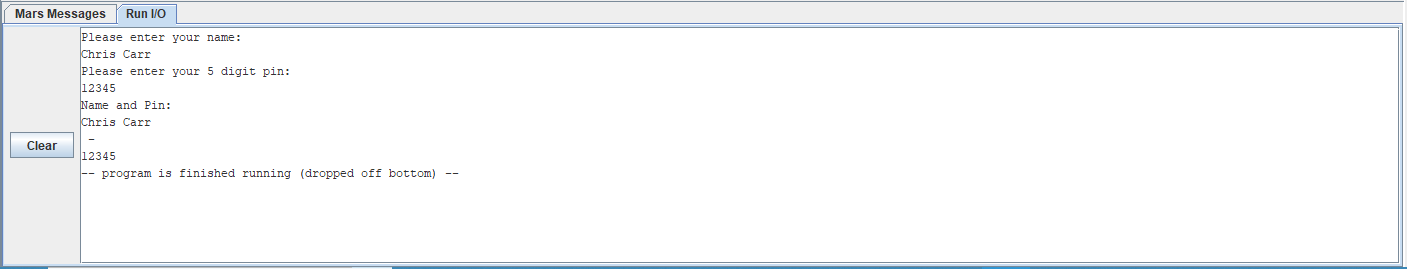 Mars Messages Run I/O
Please enter your name:
Chris Carr
Please enter your 5 digit pin:
12345
Name and Pin:
Chris Carr
 -
12345
-- program is finished running (dropped off bottom) --
Clear